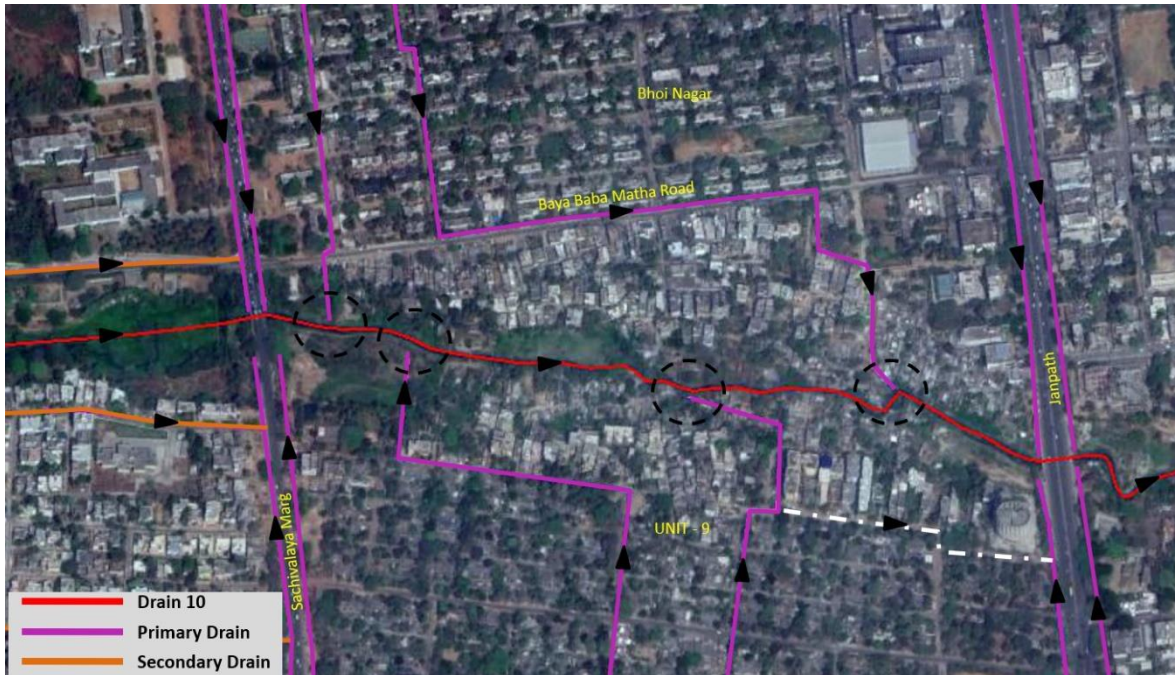 Bhoi Nagar
Baya Baba Matha Road
Janpath
Sachivalaya Marg
UNIT - 9
Drain 10
Primary Drain
Secondary Drain